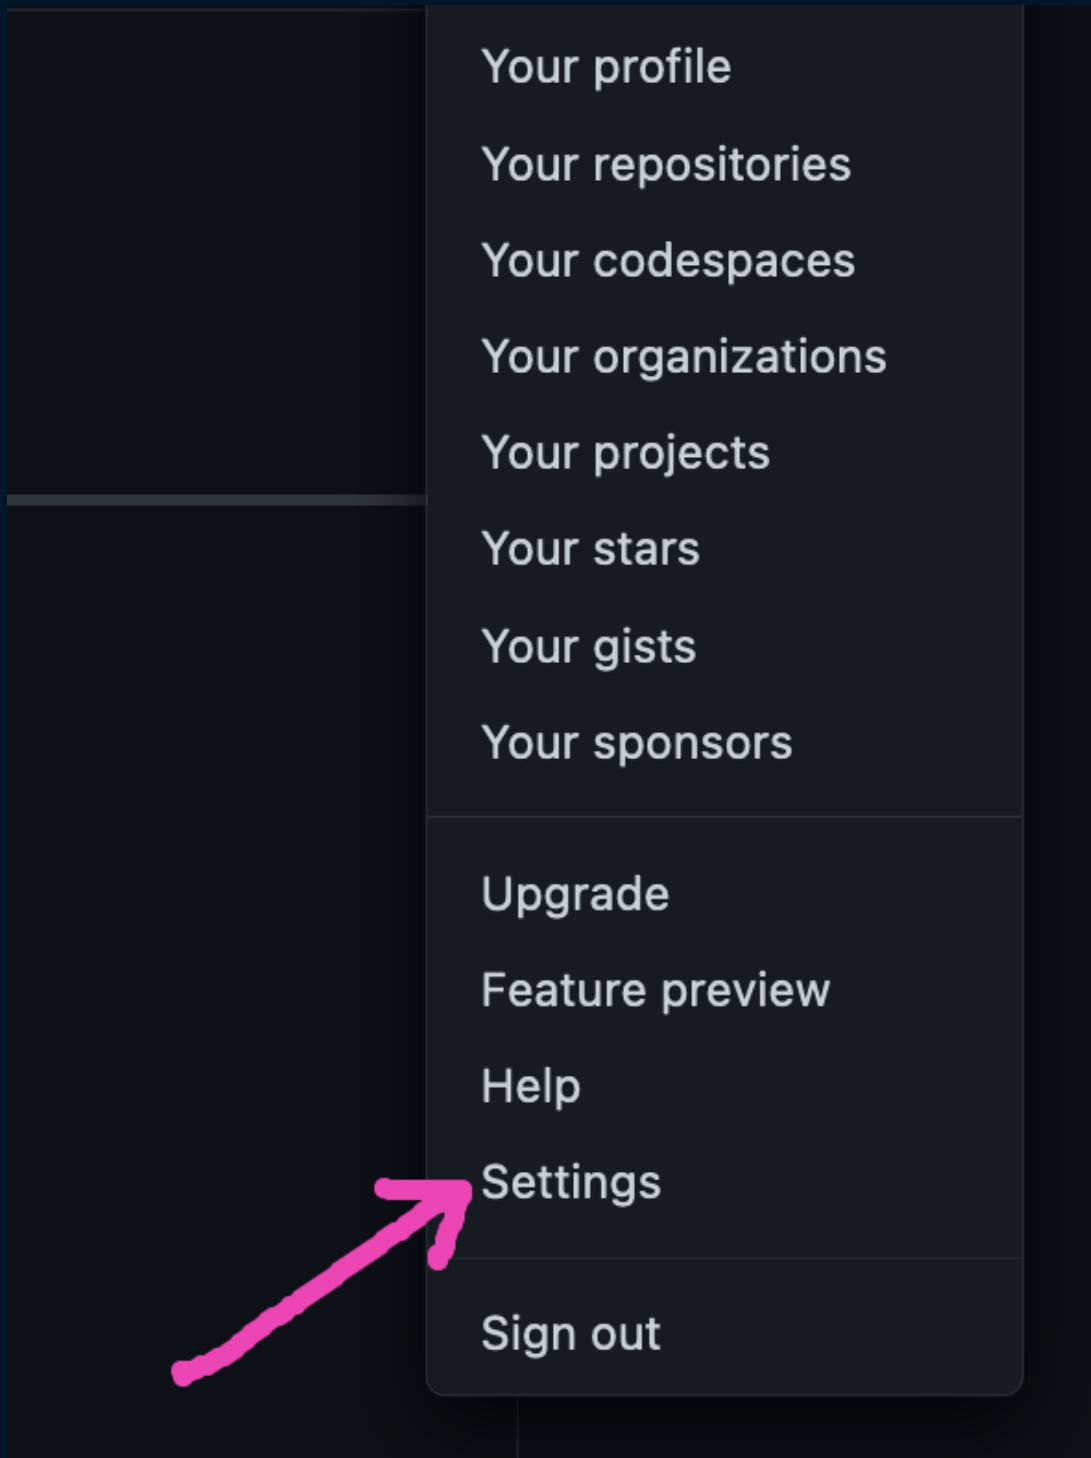 Your profile
Your repositories
Your codespaces
Your organizations
Your projects
Your stars
Your gists
Your sponsors
Upgrade
Feature preview
Help
Settings
Sign out